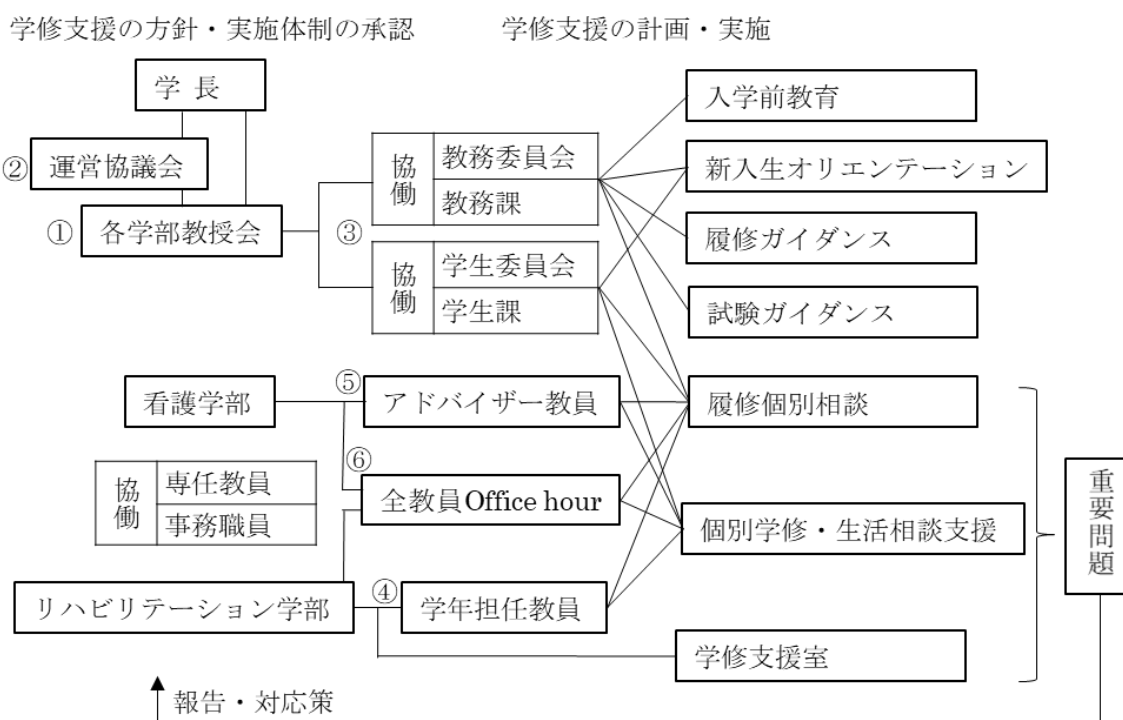 学修支援の方針・実施体制の承認
学修支援の計画・実施
学 長
② 運営協議会
① 各学部教授会
③
協働
教務委員会
教務課
協働
学生委員会
学生課
入学前教育
新入生オリエンテーション
履修ガイダンス
試験ガイダンス
看護学部
⑤
アドバイザー教員
履修個別相談
協働
専任教員
事務職員
⑥
全教員Office hour
個別学修・生活相談支援
重要問題
リハビリテーション学部
④
学年担任教員
学修支援室
報告・対応策